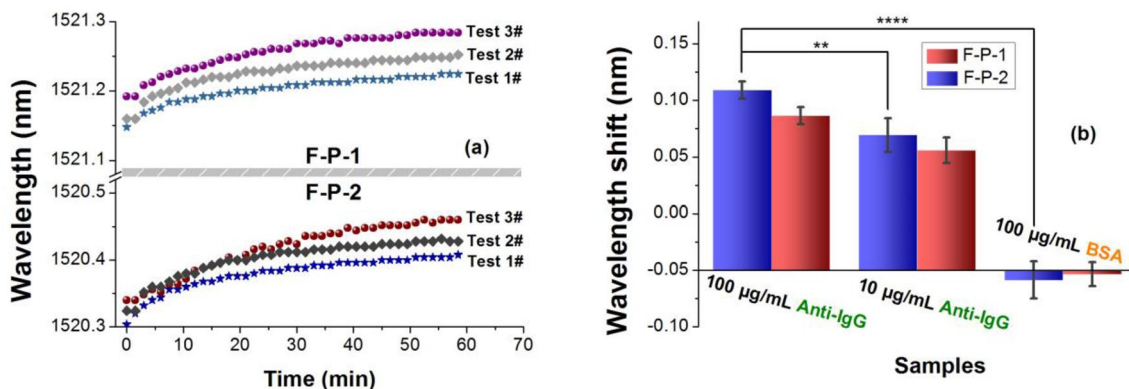 1521.3
1521.2
1521.1
1520.5
1520.4
1520.3
Wavelength (nm)
Test 3#
Test 2#
Test 1#
(a)
F-P-1
F-P-2
Test 3#
Test 2#
Test 1#
0 10 20 30 40 50 60 70
Time (min)
Wavelength shift (nm)
0.15
0.10
0.05
0.00
-0.05
-0.10
****
**
F-P-1
F-P-2
(b)
100 µg/mL Anti-IgG
10 µg/mL Anti-IgG
100 µg/mL BSA
Samples